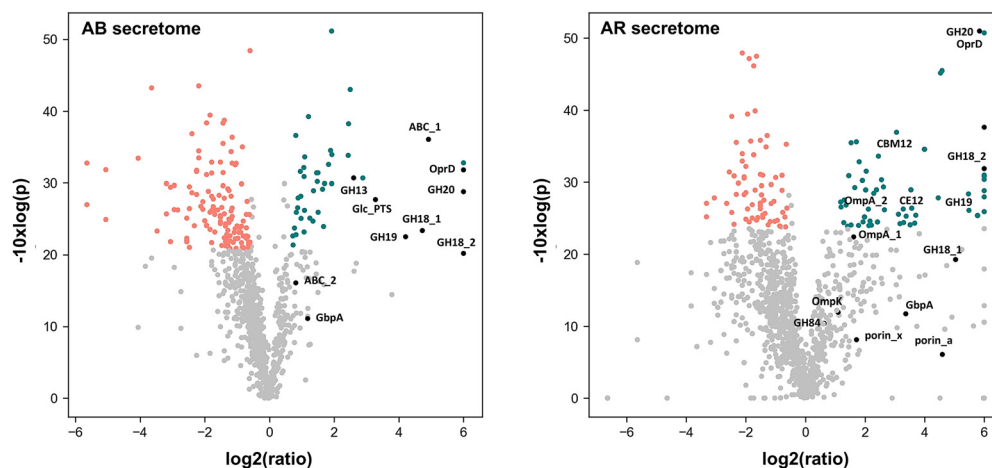 AB secretome
50
40
30
20
10
0
-10xlog(p)
ABC_1
OprD
GH13
GH20
Glc_PTS
GH18_1
GH19
GH18_2
ABC_2
GbpA
−6 −4 −2 0 2 4 6
log2(ratio)
AR secretome
50
40
30
20
10
0
-10xlog(p)
GH20
OprD
CBM12
GH18_2
OmpA_2
CE12
GH19
OmpA_1
GH18_1
OmpK
GbpA
GH84
porin_x
porin_a
−6 −4 −2 0 2 4 6
log2(ratio)